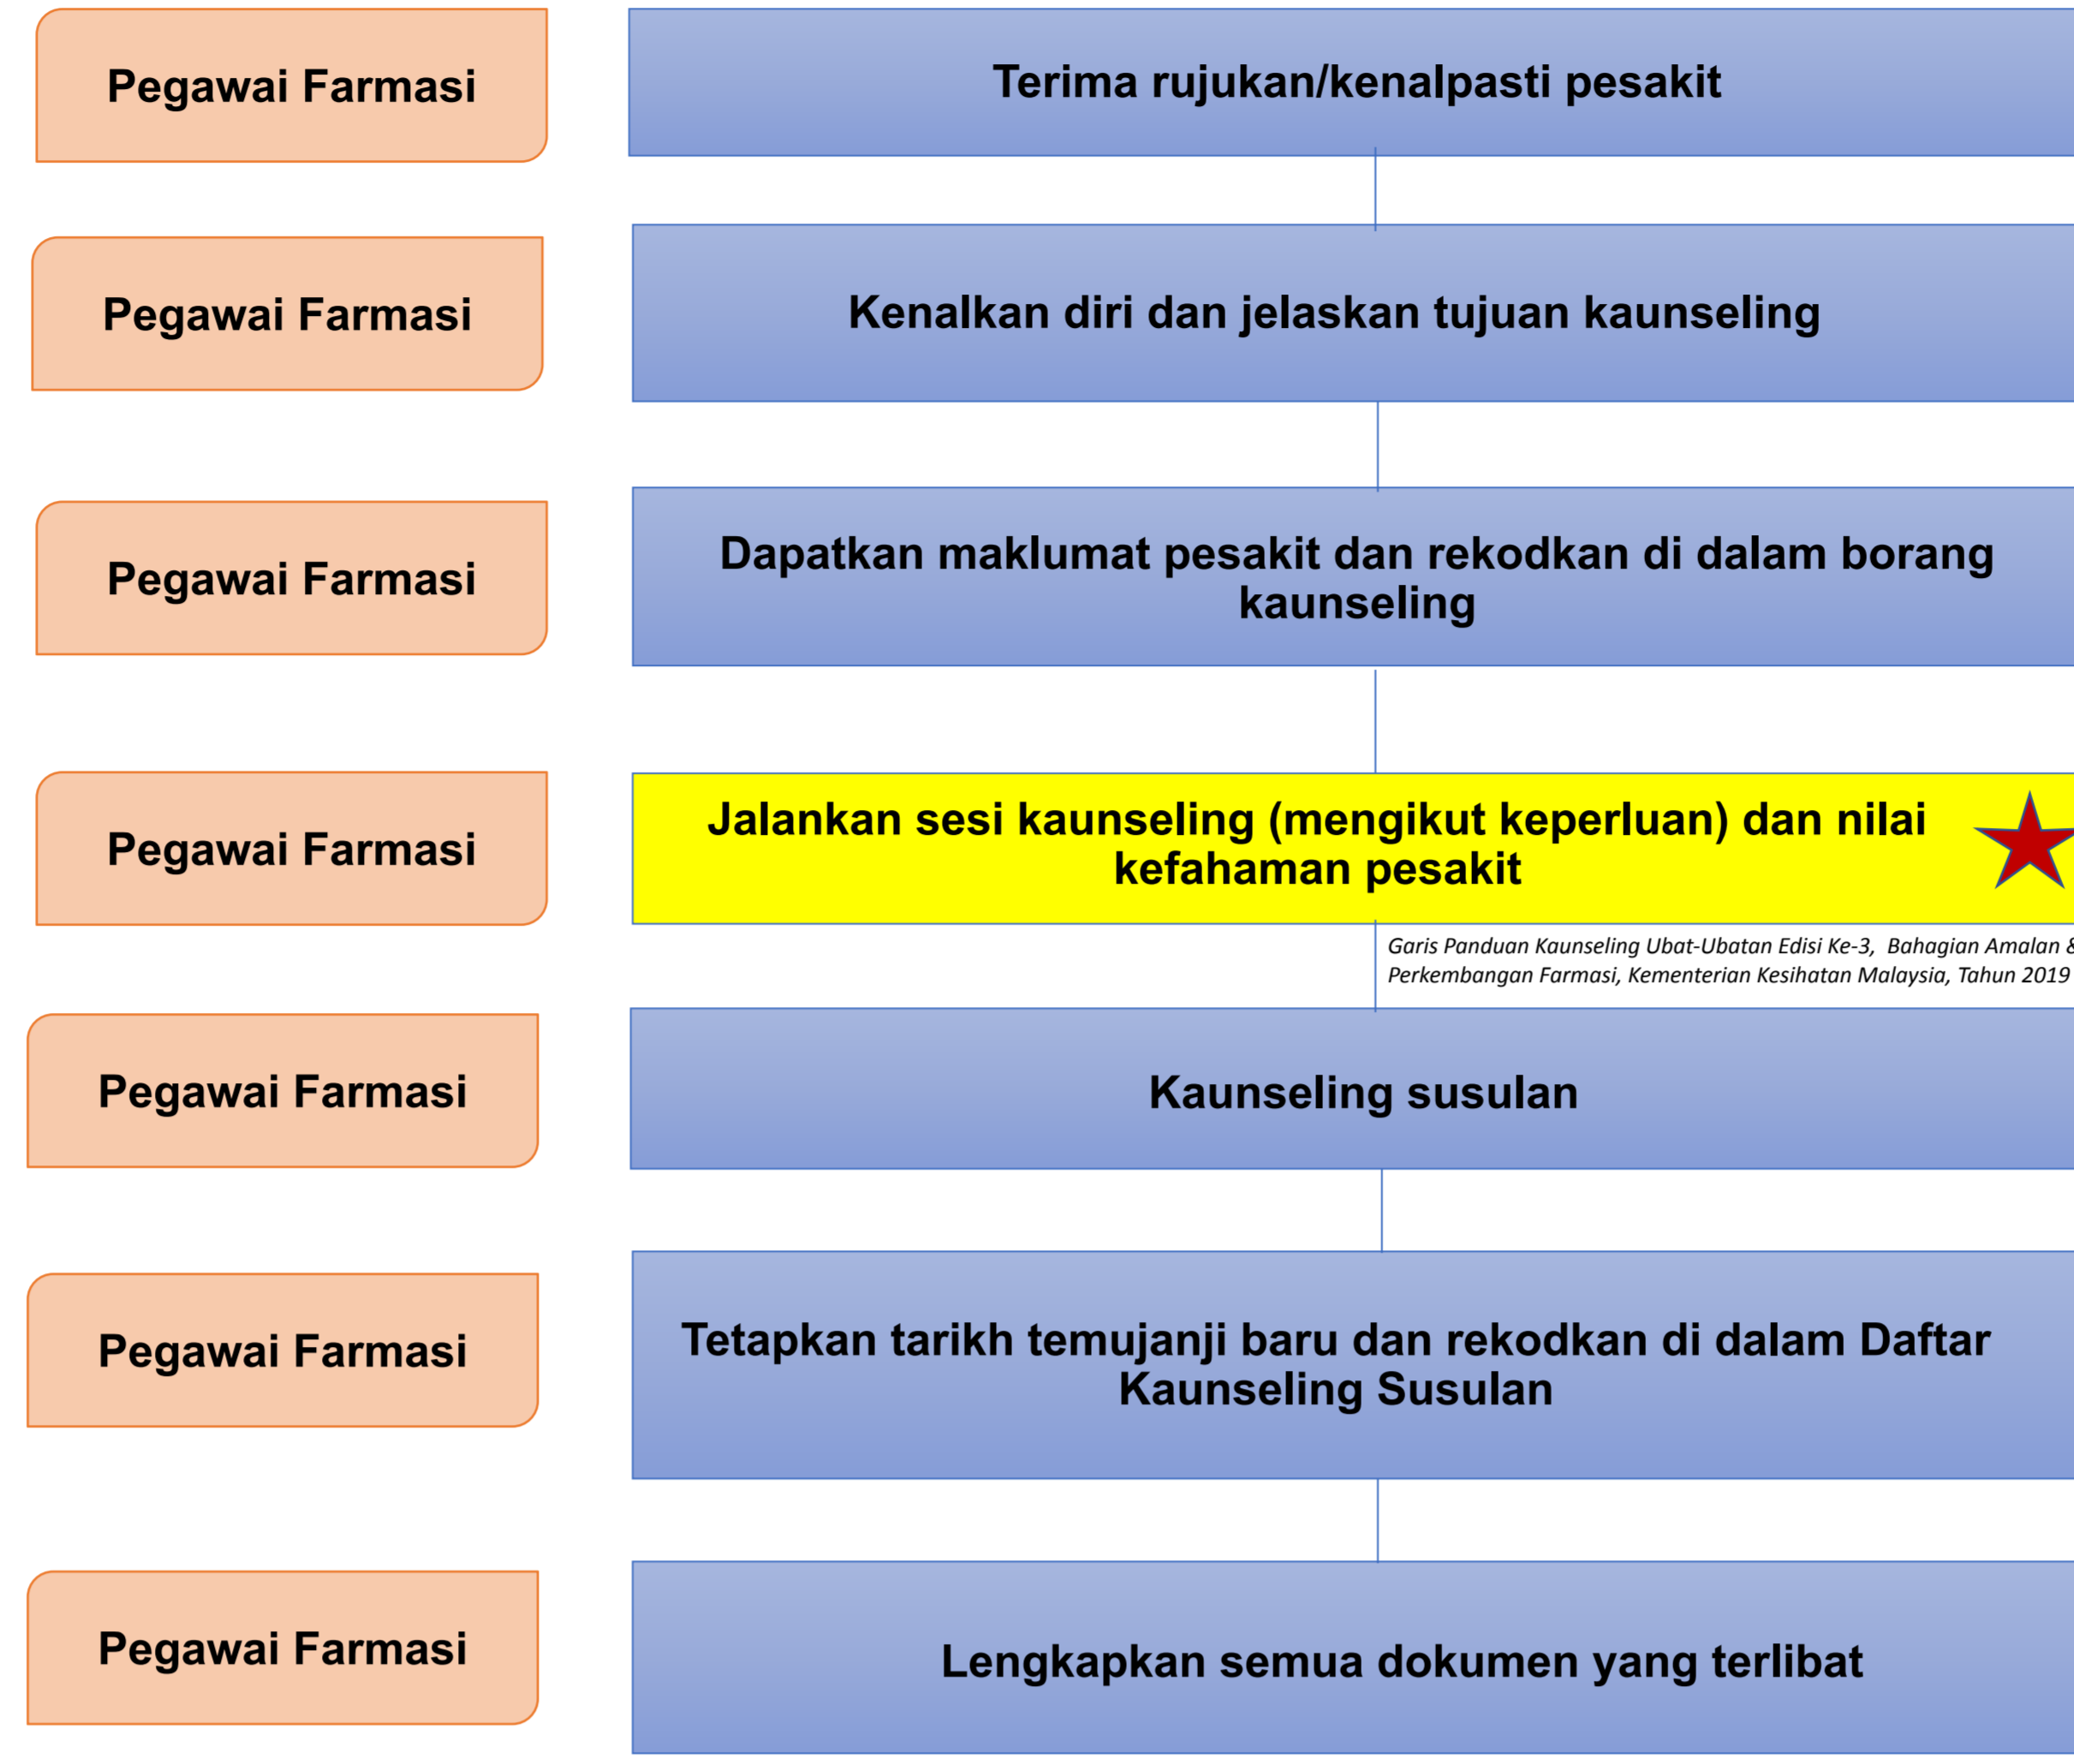 Pegawai Farmasi
Terima rujukan/kenalpasti pesakit
Pegawai Farmasi
Kenalkan diri dan jelaskan tujuan kaunseling
Pegawai Farmasi
Dapatkan maklumat pesakit dan rekodkan di dalam borang
kaunseling
Pegawai Farmasi
Jalankan sesi kaunseling (mengikut keperluan) dan nilai
kefahaman pesakit
Garis Panduan Kaunseling Ubat-Ubatan Edisi Ke-3, Bahagian Amalan &
Perkembangan Farmasi, Kementerian Kesihatan Malaysia, Tahun 2019
Pegawai Farmasi
Kaunseling susulan
Pegawai Farmasi
Tetapkan tarikh temujanji baru dan rekodkan di dalam Daftar
Kaunseling Susulan
Pegawai Farmasi
Lengkapkan semua dokumen yang terlibat